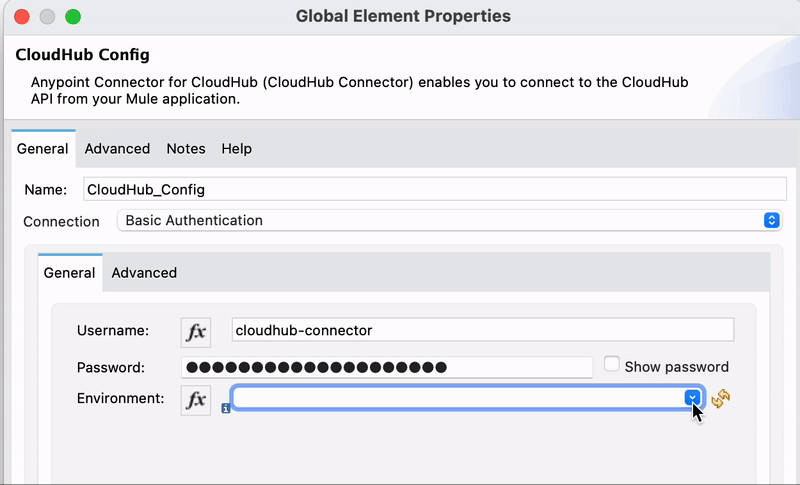 Global Element Properties
CloudHub Config
Anypoint Connector for CloudHub (CloudHub Connector) enables you to connect to the CloudHub
API from your Mule application.
General Advanced Notes Help
Name: CloudHub_Config
Connection Basic Authentication
General Advanced
Username: fx cloudhub-connector
Password: ●●●●●●●●●●●●●●●●●●●● Show password
Environment: fx